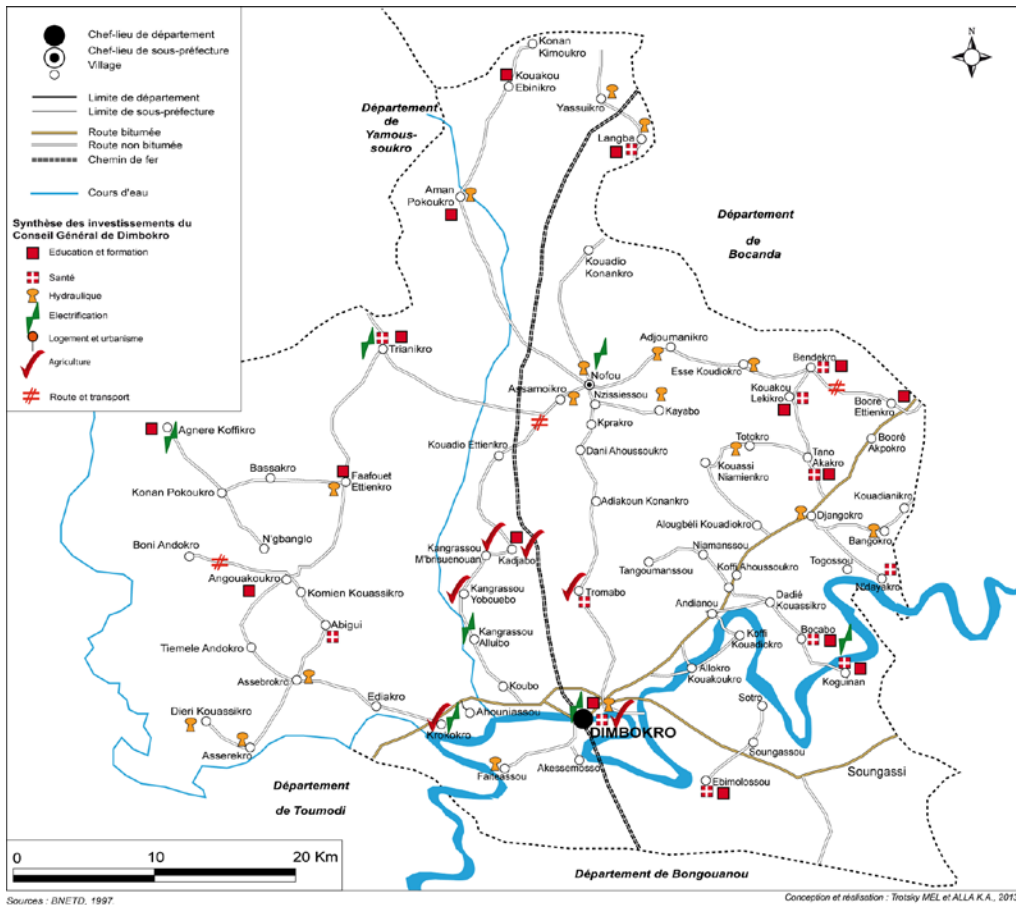 Chef-lieu de département
Chef-lieu de sous-préfecture
Village
Limite de département
Limite de sous-préfecture
Route bitumée
Route non bitumée
Chemin de fer
Cours d'eau
Synthèse des investissements du
Conseil Général de Dimbokro
Education et formation
Santé
Hydraulique
Electrification
Logement et urbanisme
Agriculture
Route et transport
N
Konan
Kimoukro
Kouakou
Ebinikro
Département
de
Yamous-
soukro
Yassuikro
Langba
Aman
Pokoukro
Département
de
Bocanda
Kouadio
Konankro
Trianikro
Adjoumanikro
Esse Koudiokro
Bendekro
Nofou
Assamoikro
Nzissiessou
Kayabo
Kouakou
Lekikro
Booré
Ettienkro
Kprakro
Agnere Koffikro
Kouadio Ettienkro
Dani Ahoussoukro
Totokro
Booré
Akpokro
Bassakro
Faafouet
Ettienkro
Kouassi
Niamienkro
Tano
Akakro
Konan Pokoukro
Adiakoun Konankro
Kouadianikro
Djangokro
Alougbéli Kouadiokro
Bangokro
N'gbanglo
Boni Andokro
Kangrassou
M'brisuenouan
Kadjabo
Niamanssou
Tangoumanssou
Koffi Ahoussoukro
Togossou
N'dayakro
Angouakoukro
Komien Kouassikro
Kangrassou
Yobouebo
Tromabo
Andianou
Dadié
Kouassikro
Abigui
Kangrassou
Alluibo
Koffi
Kouadiokro
Bocabo
Tiemele Andokro
Allokro
Kouakoukro
Koguinan
Assebrokro
Koubo
Sotro
Ediakro
Ahouniassou
Dieri Kouassikro
Krokokro
DIMBOKRO
Asserekro
Faiteassou
Akessemossou
Soungassou
Soungassi
Ebimolossou
Département
de Toumodi
Département de Bongouanou
0 10 20 Km
Sources : BNETD, 1997.
Conception et réalisation : Trotsky MEL et ALLA K.A., 2013